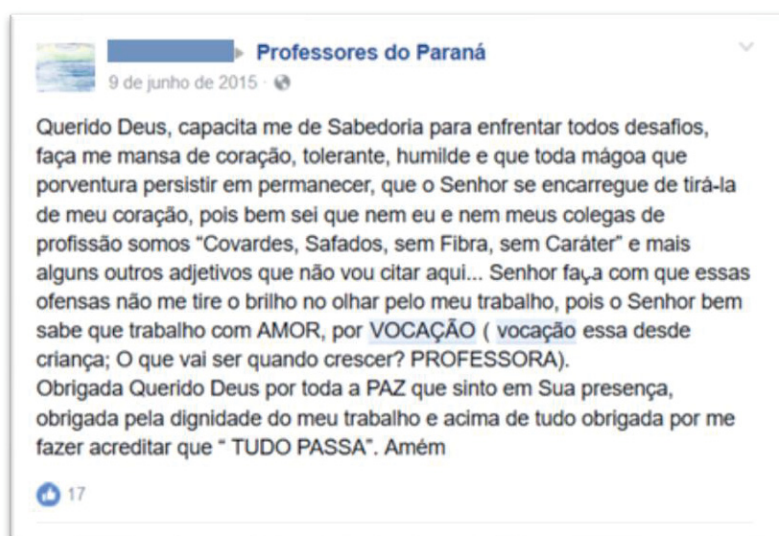 Professores do Paraná
9 de junho de 2015
Querido Deus, capacita me de Sabedoria para enfrentar todos desafios,
faça me mansa de coração, tolerante, humilde e que toda mágoa que
porventura persistir em permanecer, que o Senhor se encarregue de tirá-la
de meu coração, pois bem sei que nem eu e nem meus colegas de
profissão somos “Covardes, Safados, sem Fibra, sem Caráter” e mais
alguns outros adjetivos que não vou citar aqui... Senhor faça com que essas
ofensas não me tire o brilho no olhar pelo meu trabalho, pois o Senhor bem
sabe que trabalho com AMOR, por VOCAÇÃO ( vocação essa desde
criança; O que vai ser quando crescer? PROFESSORA).
Obrigada Querido Deus por toda a PAZ que sinto em Sua presença,
obrigada pela dignidade do meu trabalho e acima de tudo obrigada por me
fazer acreditar que “ TUDO PASSA”. Amém
17